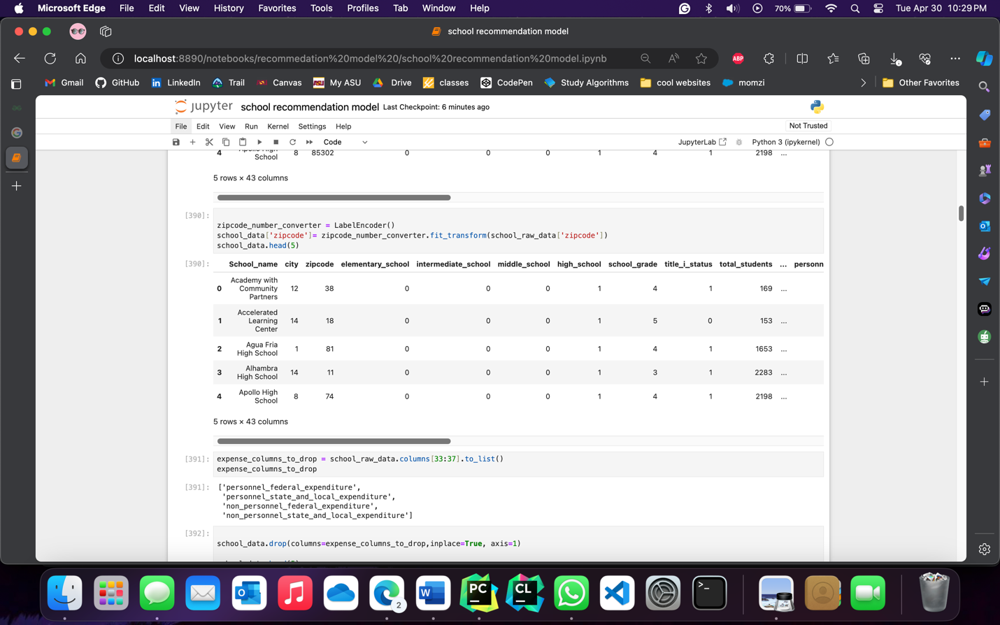 Microsoft Edge File Edit View History Favorites Tools Profiles Tab Window Help 70% Tue Apr 30 10:29 PM
school recommendation model
localhost:8890/notebooks/recommedation%20model%20/school%20recommendation%20model.ipynb ABP
Gmail GitHub LinkedIn Trail Canvas My ASU Drive classes CodePen Study Algorithms cool websites momzi Other Favorites
jupyter school recommendation model Last Checkpoint: 6 minutes ago
File Edit View Run Kernel Settings Help Not Trusted
Code JupyterLab Python 3 (ipykernel)
4 Apollo High School 8 85302 0 0 0 1 4 1 2198 ...
5 rows × 43 columns
[390]:
zipcode_number_converter = LabelEncoder()
school_data['zipcode']= zipcode_number_converter.fit_transform(school_raw_data['zipcode'])
school_data.head(5)
[390]: School_name city zipcode elementary_school intermediate_school middle_school high_school school_grade title_i_status total_students ... personn
0 Academy with Community Partners 12 38 0 0 0 1 4 1 169 ...
1 Accelerated Learning Center 14 18 0 0 0 1 5 0 153 ...
2 Agua Fria High School 1 81 0 0 0 1 4 1 1653 ...
3 Alhambra High School 14 11 0 0 0 1 3 1 2283 ...
4 Apollo High School 8 74 0 0 0 1 4 1 2198 ...
5 rows × 43 columns
[391]: expense_columns_to_drop = school_raw_data.columns[33:37].to_list()
expense_columns_to_drop
[391]: ['personnel_federal_expenditure',
'personnel_state_and_local_expenditure',
'non_personnel_federal_expenditure',
'non_personnel_state_and_local_expenditure']
[392]:
school_data.drop(columns=expense_columns_to_drop,inplace=True, axis=1)
2
W
PC
CL